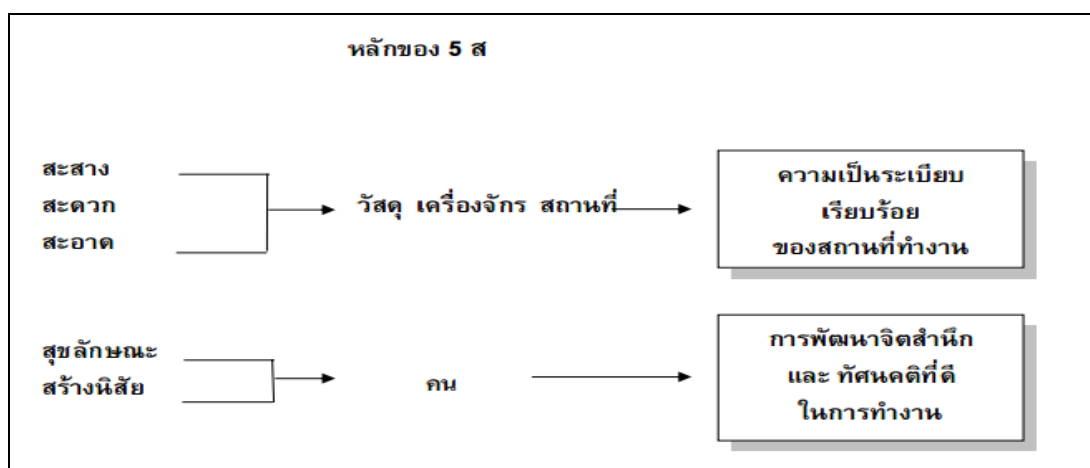 หลักของ 5 ส
สะสาง
สะดวก
สะอาด
วัสดุ เครื่องจักร สถานที่
ความเป็นระเบียบ
เรียบร้อย
ของสถานที่ทำงาน
สุขลักษณะ
สร้างนิสัย
คน
การพัฒนาจิตสำนึก
และ ทัศนคติที่ดี
ในการทำงาน